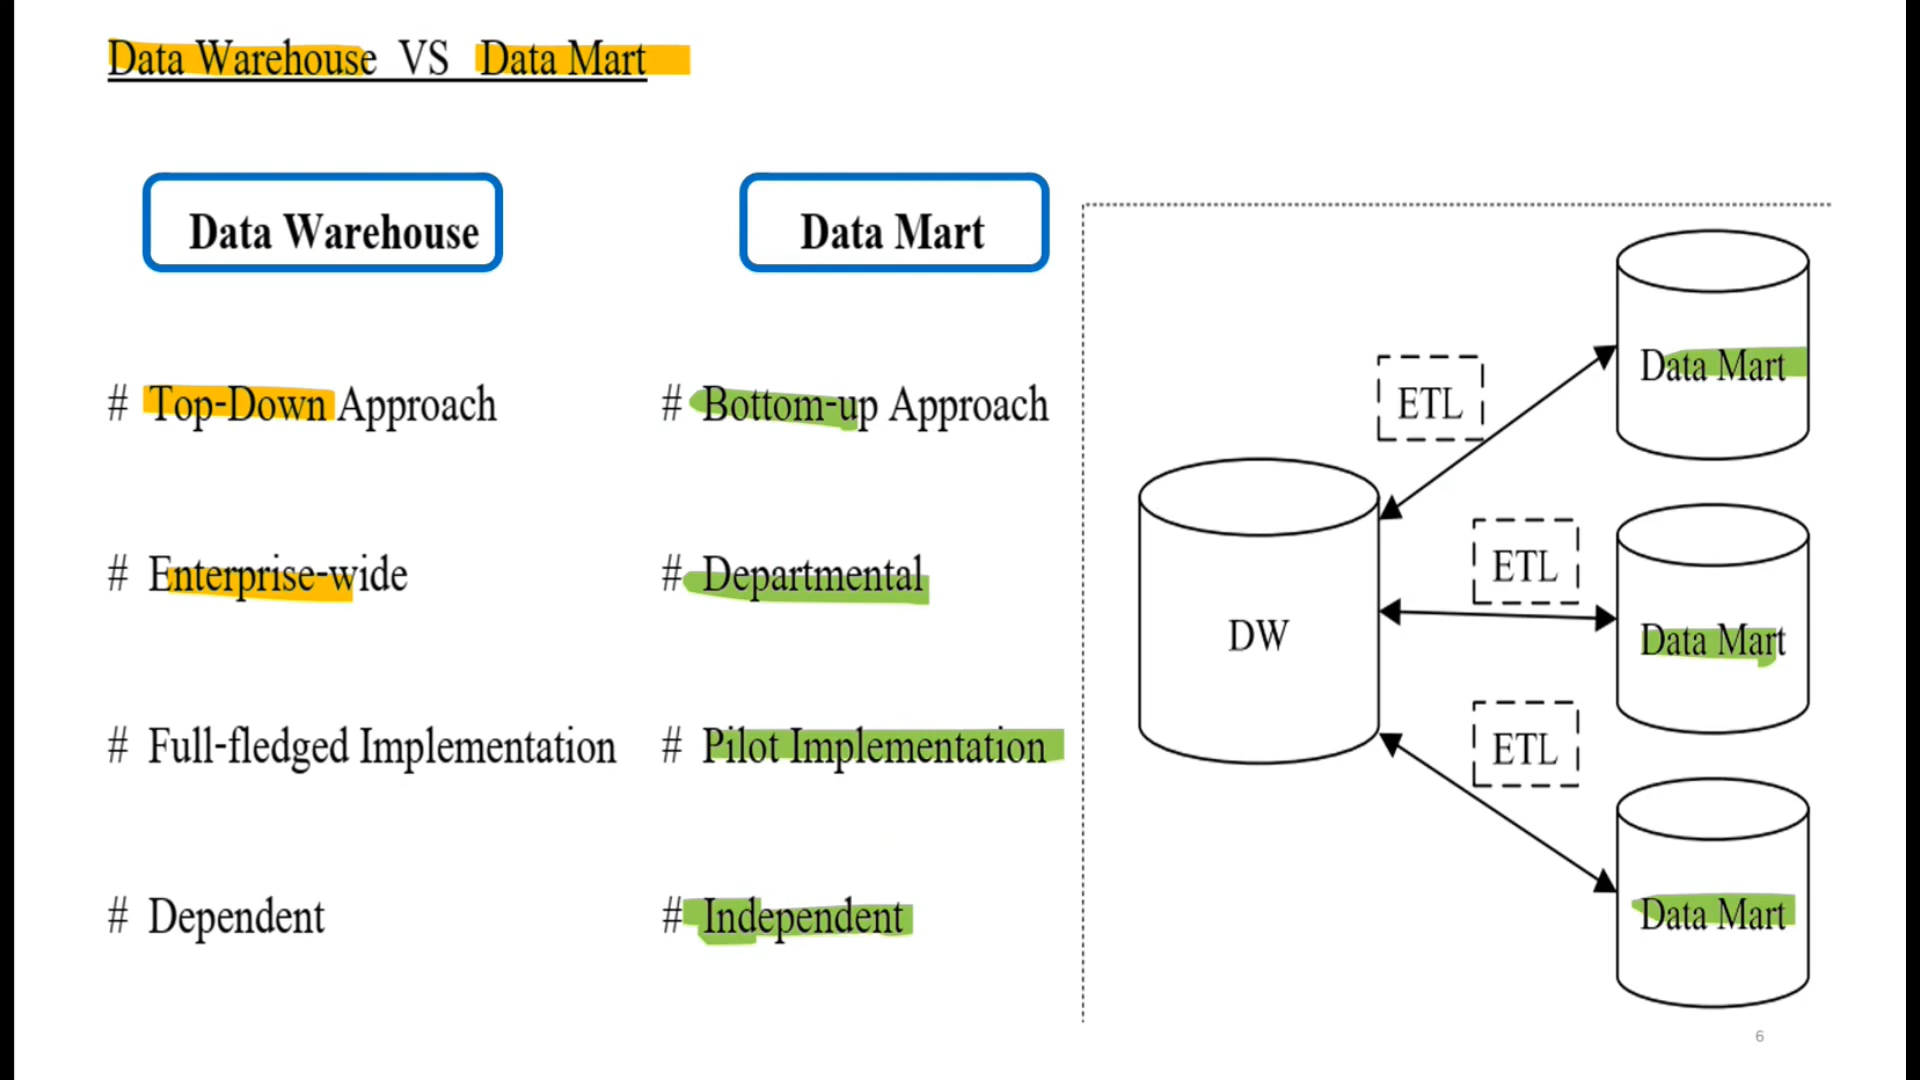 Data Warehouse VS Data Mart
Data Warehouse
# Top-Down Approach
# Enterprise-wide
# Full-fledged Implementation
# Dependent
Data Mart
# Bottom-up Approach
# Departmental
# Pilot Implementation
# Independent
DW
ETL
ETL
ETL
Data Mart
Data Mart
Data Mart
6